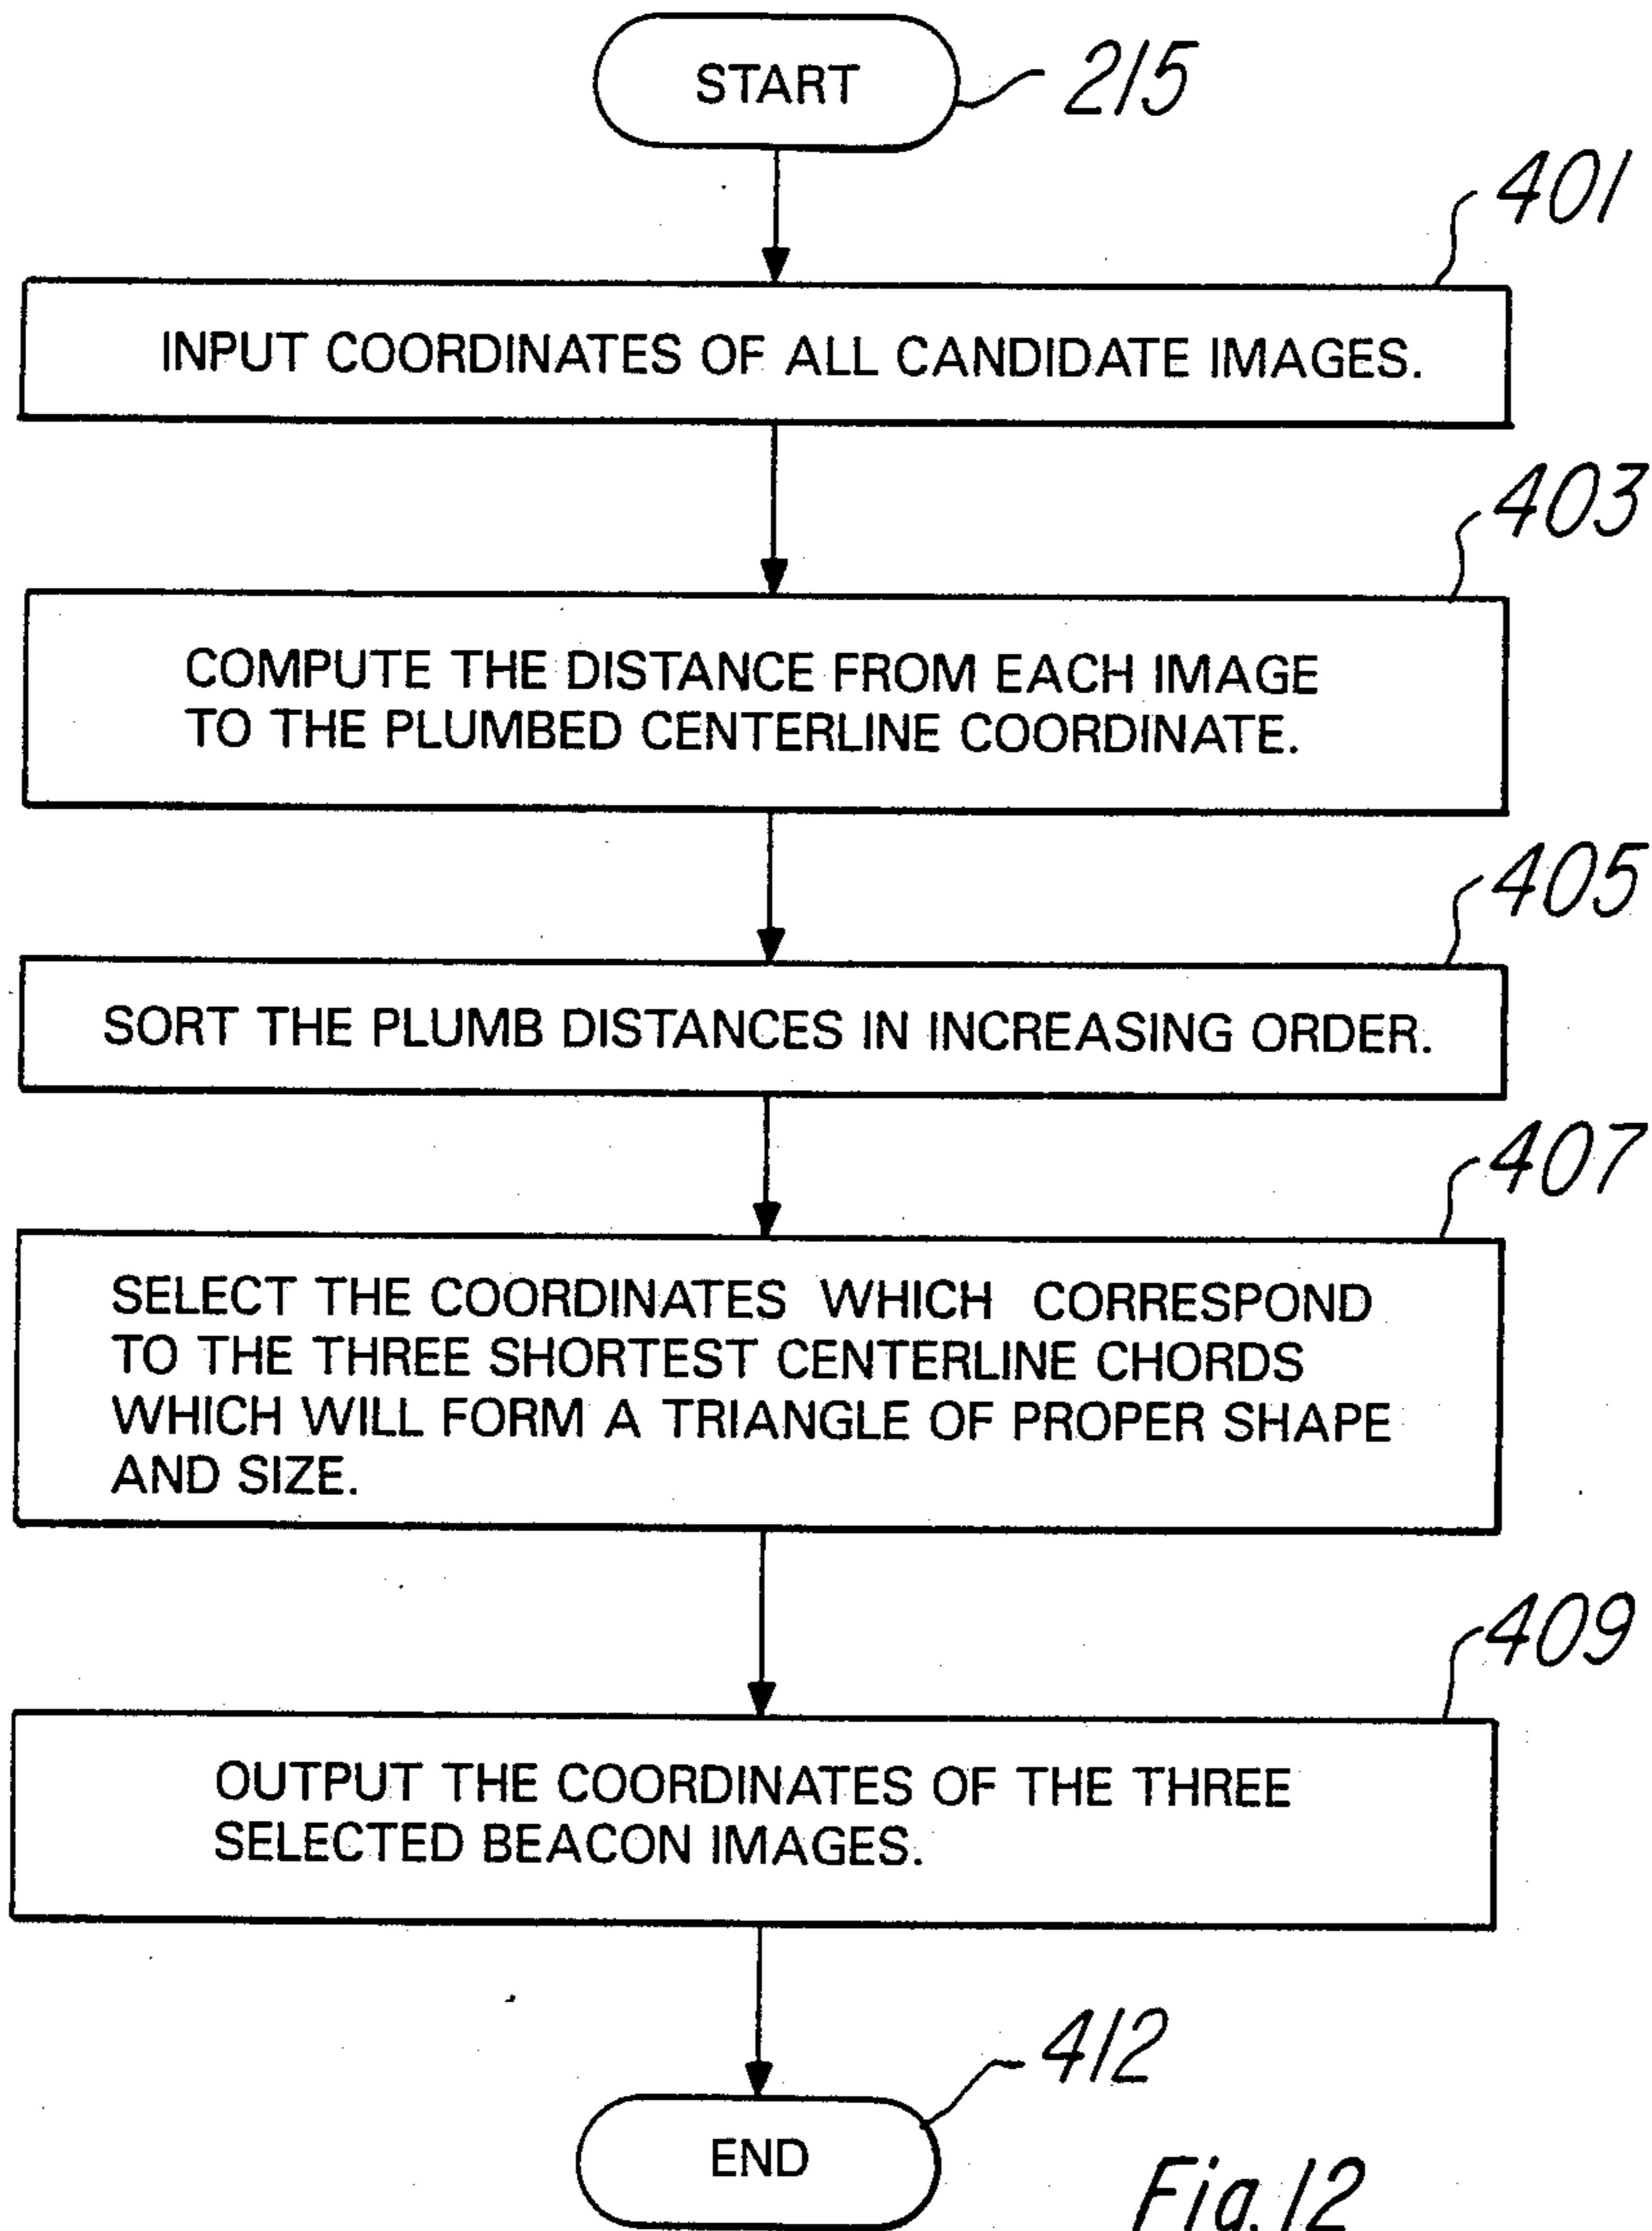 START
215
401
INPUT COORDINATES OF ALL CANDIDATE IMAGES.
403
COMPUTE THE DISTANCE FROM EACH IMAGE
TO THE PLUMBED CENTERLINE COORDINATE.
405
SORT THE PLUMB DISTANCES IN INCREASING ORDER.
407
SELECT THE COORDINATES WHICH CORRESPOND
TO THE THREE SHORTEST CENTERLINE CHORDS
WHICH WILL FORM A TRIANGLE OF PROPER SHAPE
AND SIZE.
409
OUTPUT THE COORDINATES OF THE THREE
SELECTED BEACON IMAGES.
412
END
Fig. 12